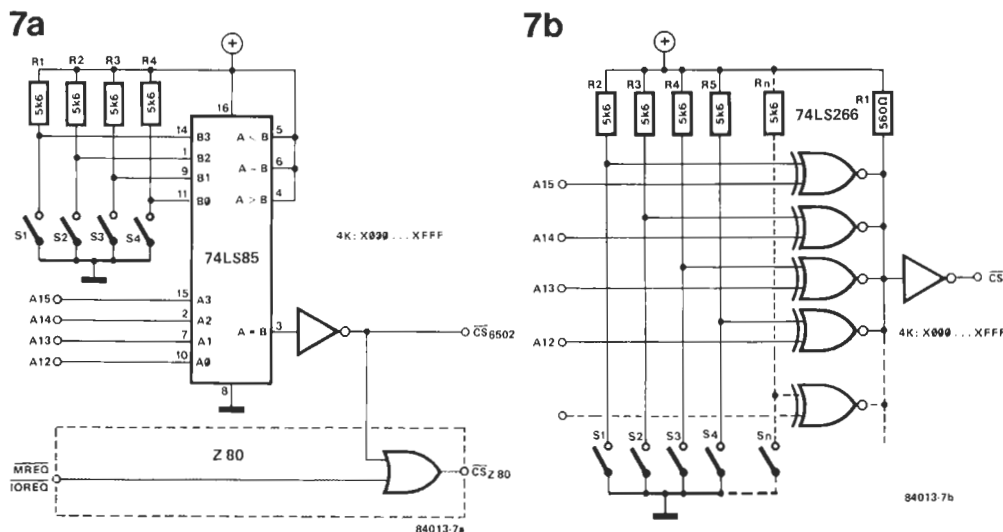 7a
R1 R2 R3 R4
5k6 5k6 5k6 5k6
16
14 B3 A < B 5
1 B2
9 B1 A = B 6
11 B0 A > B 4
S1 S2 S3 S4
74LS85
4K: X000 ... XFFF
A15 15 A3
A14 2 A2
A13 7 A1
A12 10 A0
A = B 3
CS6502
8
Z 80
MREQ
IOREQ
CSZ80
84013-7a
7b
R2 R3 R4 R5 Rn R1
5k6 5k6 5k6 5k6 5k6 560Ω
74LS266
A15
A14
A13
A12
CS
4K: X000 ... XFFF
S1 S2 S3 S4 Sn
84013-7b